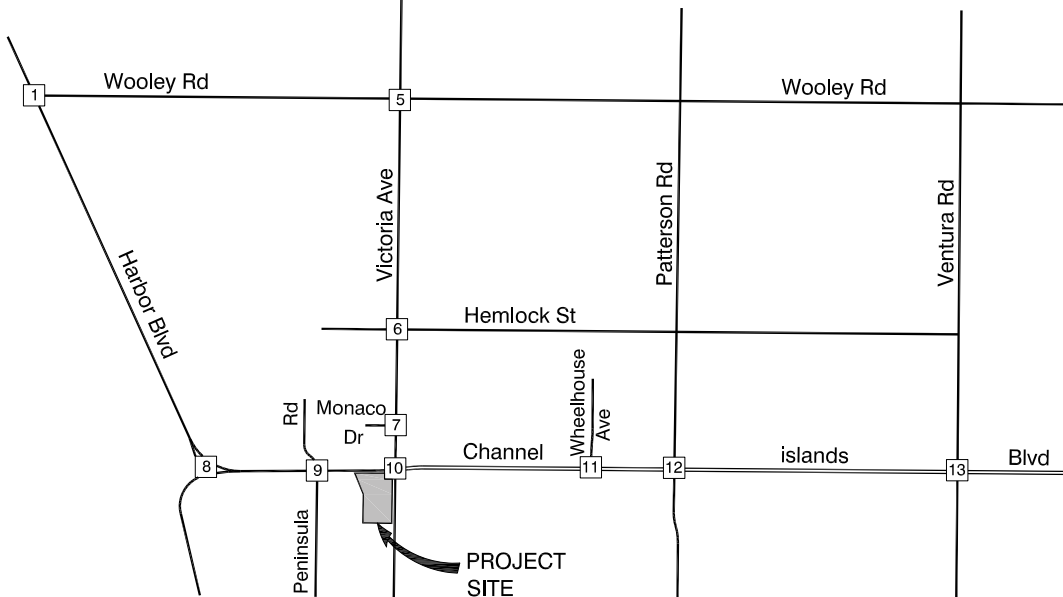 Wooley Rd
Wooley Rd
1
5
Victoria Ave
Patterson Rd
Ventura Rd
Harbor Blvd
Hemlock St
6
Monaco
Dr
7
Rd
Peninsula
Wheelhouse
Ave
Channel
islands
Blvd
8
9
10
11
12
13
PROJECT
SITE